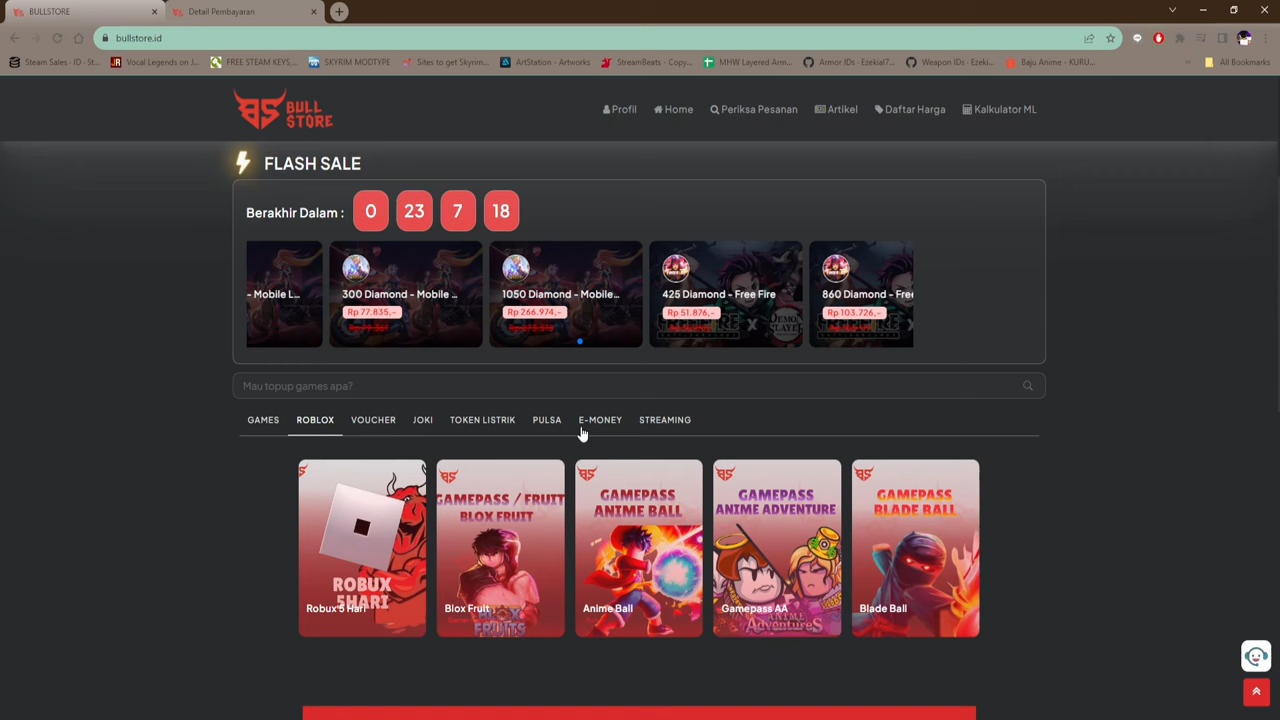 BULLSTORE
Detail Pembayaran
bullstore.id
Steam Sales - ID - St...
Vocal Legends on J...
FREE STEAM KEYS,...
SKYRIM MODTYPE
Sites to get Skyrim...
ArtStation - Artworks
StreamBeats - Copy...
MHW Layered Arm...
Armor IDs - Ezekial7...
Weapon IDs - Ezeki...
Baju Anime - KURU...
All Bookmarks
BULL
STORE
Profil
Home
Periksa Pesanan
Artikel
Daftar Harga
Kalkulator ML
FLASH SALE
Berakhir Dalam :
0
23
7
18
- Mobile L...
300 Diamond - Mobile ...
Rp 77.835,-
1050 Diamond - Mobile...
Rp 266.974,-
425 Diamond - Free Fire
Rp 51.876,-
860 Diamond - Free
Rp 103.726,-
Mau topup games apa?
GAMES
ROBLOX
VOUCHER
JOKI
TOKEN LISTRIK
PULSA
E-MONEY
STREAMING
ROBUX
5HARI
Robux 5 Hari
GAMEPASS / FRUIT
BLOX FRUIT
Blox Fruit
FRUITS
GAMEPASS
ANIME BALL
Anime Ball
GAMEPASS
ANIME ADVENTURE
Gamepass AA
ANIME
Adventures
GAMEPASS
BLADE BALL
Blade Ball